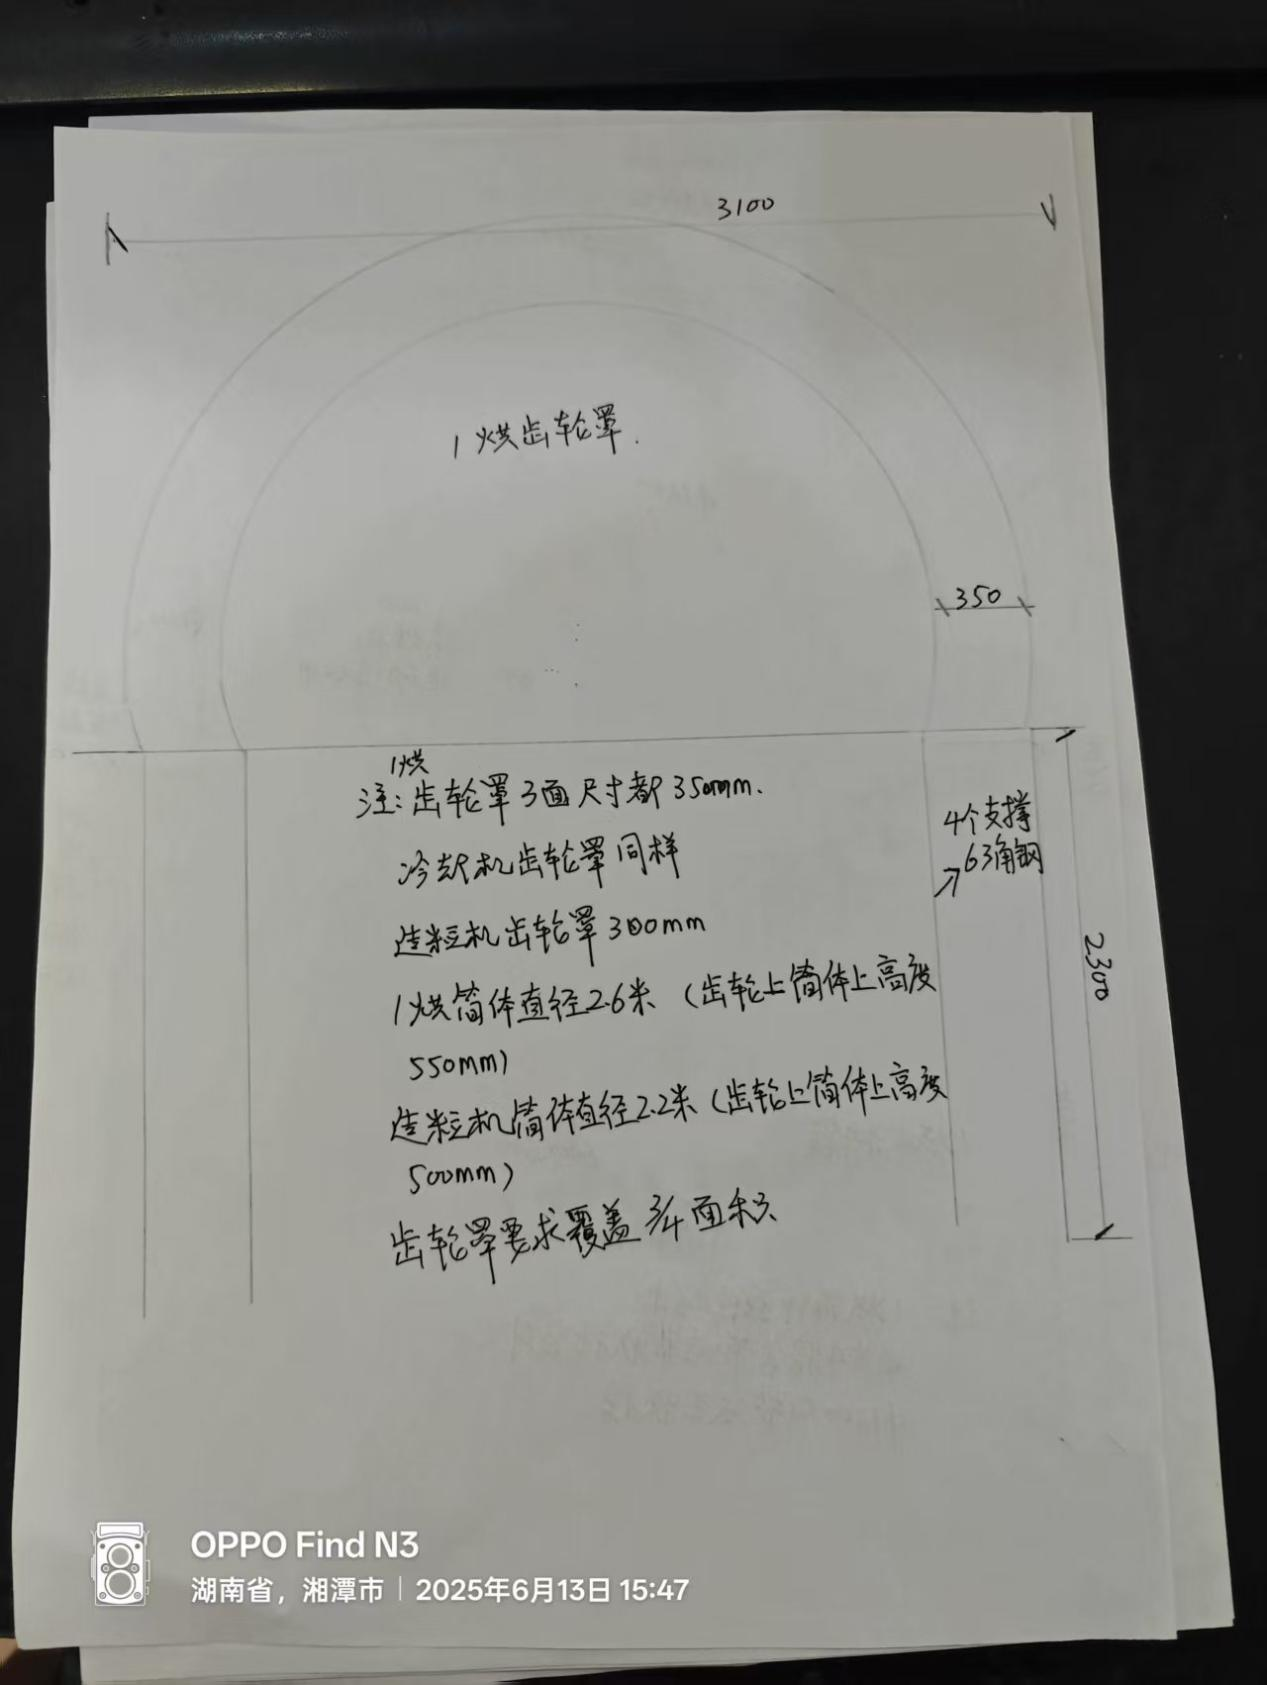 3100
1烘齿轮罩.
350
1烘
注:齿轮罩3面尺寸都350mm.
冷却机齿轮罩同样
造粒机齿轮罩300mm
1烘筒体直径2.6米(齿轮上筒体上高度
550mm)
造粒机筒体直径2.2米(齿轮上筒体上高度
500mm)
齿轮罩要求覆盖3/4面积
4个支撑
63角钢
2300
OPPO Find N3
湖南省，湘潭市｜2025年6月13日 15:47